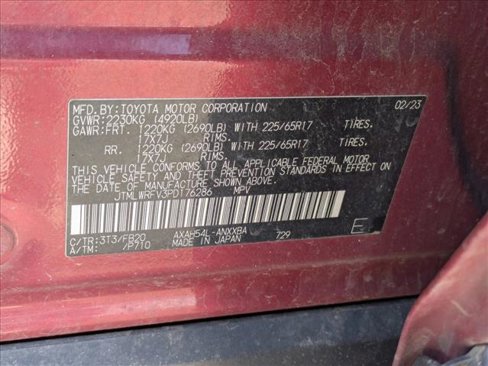 MFD. BY: TOYOTA MOTOR CORPORATION 02/23
GVWR: 2230KG (4920LB)
GAWR: FRT. 1220KG (2690LB) WITH 225/65R17 TIRES.
17X7J RIMS.
RR. 1220KG (2690LB) WITH 225/65R17 TIRES.
17X7J RIMS.
THIS VEHICLE CONFORMS TO ALL APPLICABLE FEDERAL MOTOR
VEHICLE SAFETY STANDARDS IN EFFECT ON THE DATE OF
MANUFACTURE SHOWN ABOVE.
JTMLWRFV3PD176286 MPV
C/TR: 3T3/FB20 AXAH54L-ANXXBA E
A/TM: /P710 MADE IN JAPAN 729